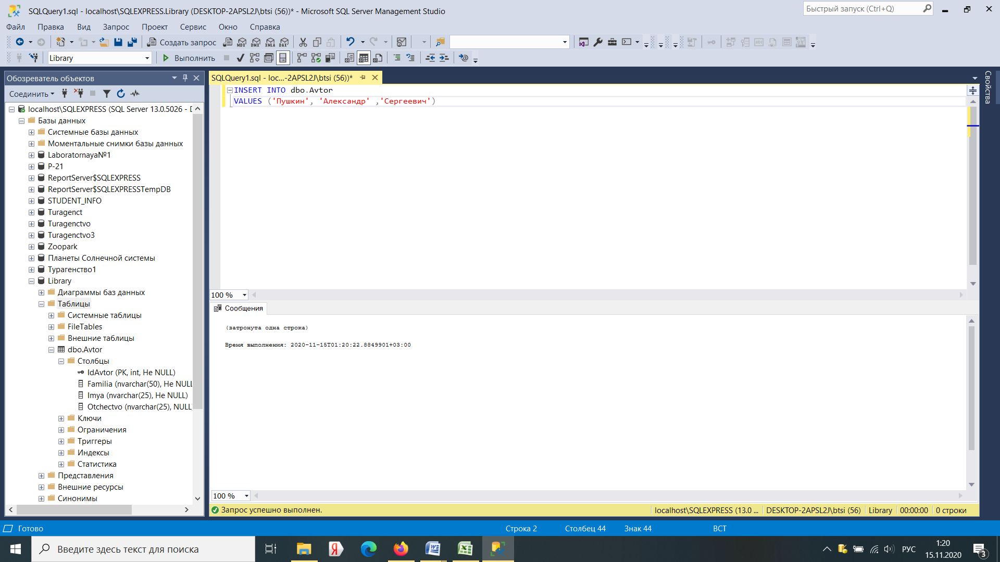 SQLQuery1.sql - localhost\SQLEXPRESS.Library (DESKTOP-2APSL2J\btsi (56))* - Microsoft SQL Server Management Studio
Быстрый запуск (Ctrl+Q)
Файл Правка Вид Запрос Проект Сервис Окно Справка
Создать запрос
Library
Выполнить
Обозреватель объектов
Соединить
localhost\SQLEXPRESS (SQL Server 13.0.5026 -
Базы данных
Системные базы данных
Моментальные снимки базы данных
Laboratornaya№1
P-21
ReportServer$SQLEXPRESS
ReportServer$SQLEXPRESSTempDB
STUDENT_INFO
Turagenct
Turagenctvo
Turagenctvo3
Zoopark
Планеты Солнечной системы
Турагенство1
Library
Диаграммы баз данных
Таблицы
Системные таблицы
FileTables
Внешние таблицы
dbo.Avtor
Столбцы
IdAvtor (PK, int, Не NULL)
Familia (nvarchar(50), Не NULL
Imya (nvarchar(25), Не NULL)
Otchectvo (nvarchar(25), NULL
Ключи
Ограничения
Триггеры
Индексы
Статистика
Представления
Внешние ресурсы
Синонимы
SQLQuery1.sql - loc...-2APSL2J\btsi (56))*
INSERT INTO dbo.Avtor
VALUES ('Пушкин', 'Александр' ,'Сергеевич')
100 %
Сообщения
(затронута одна строка)
Время выполнения: 2020-11-15T01:20:22.8849901+03:00
100 %
Запрос успешно выполнен.
localhost\SQLEXPRESS (13.0 ... DESKTOP-2APSL2J\btsi (56) Library 00:00:00 0 строки
Свойства
Готово
Строка 2 Столбец 44 Знак 44 ВСТ
Введите здесь текст для поиска
РУС
1:20
15.11.2020
3